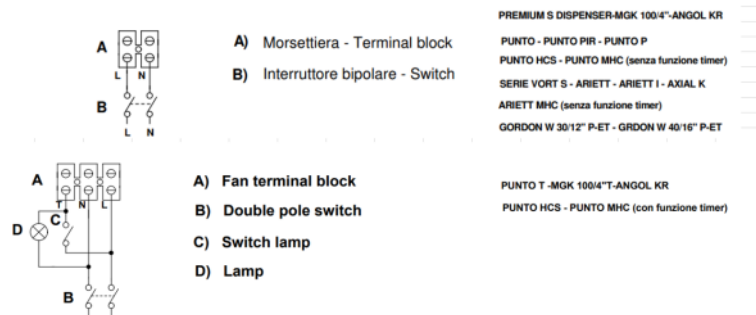 PREMIUM S DISPENSER-MGK 100/4"-ANGOL KR
A
A) Morsettiera - Terminal block
PUNTO - PUNTO PIR - PUNTO P
PUNTO HCS - PUNTO MHC (senza funzione timer)
L N
B) Interruttore bipolare - Switch
SERIE VORT S - ARIETT - ARIETT I - AXIAL K
B
ARIETT MHC (senza funzione timer)
L N
GORDON W 30/12" P-ET - GRDON W 40/16" P-ET
A
A) Fan terminal block
PUNTO T -MGK 100/4"T-ANGOL KR
T N L
B) Double pole switch
PUNTO HCS - PUNTO MHC (con funzione timer)
C
D
C) Switch lamp
D) Lamp
B